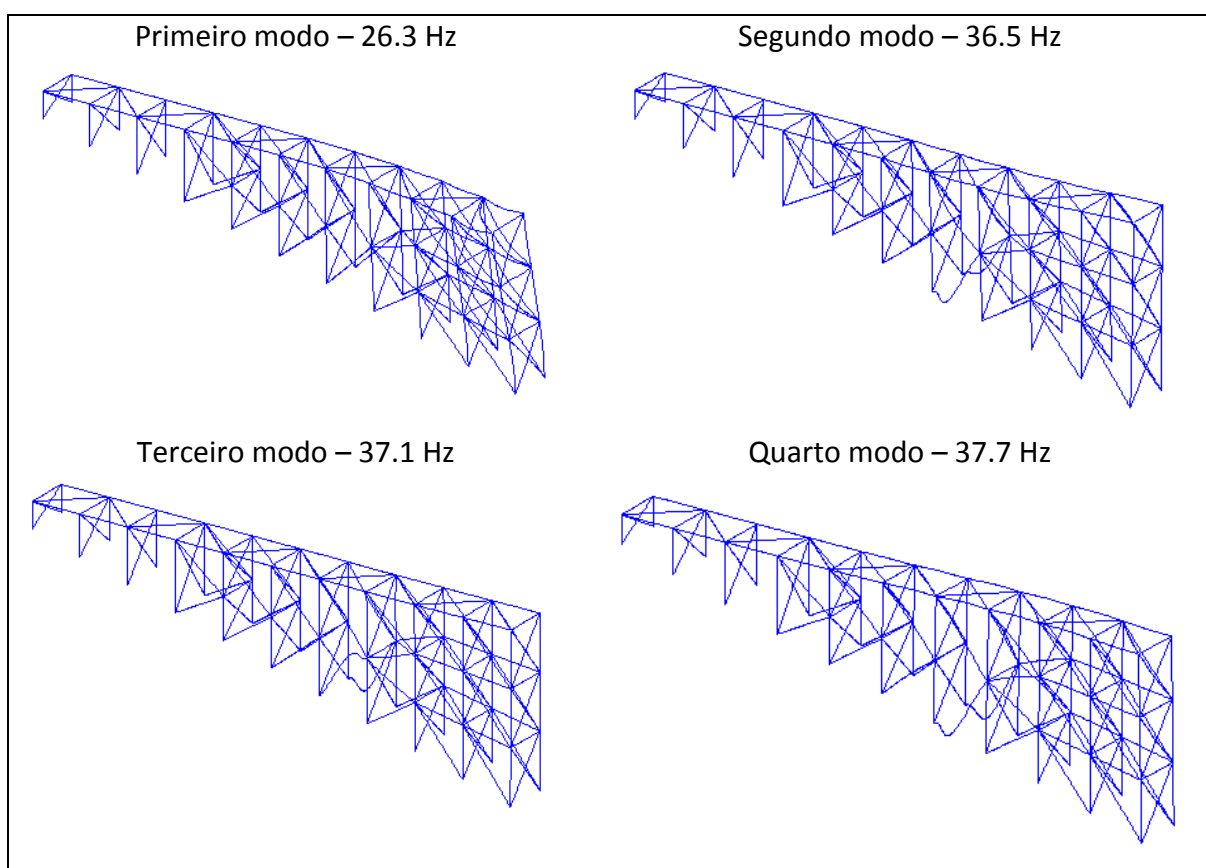 Primeiro modo – 26.3 Hz
Segundo modo – 36.5 Hz
Terceiro modo – 37.1 Hz
Quarto modo – 37.7 Hz